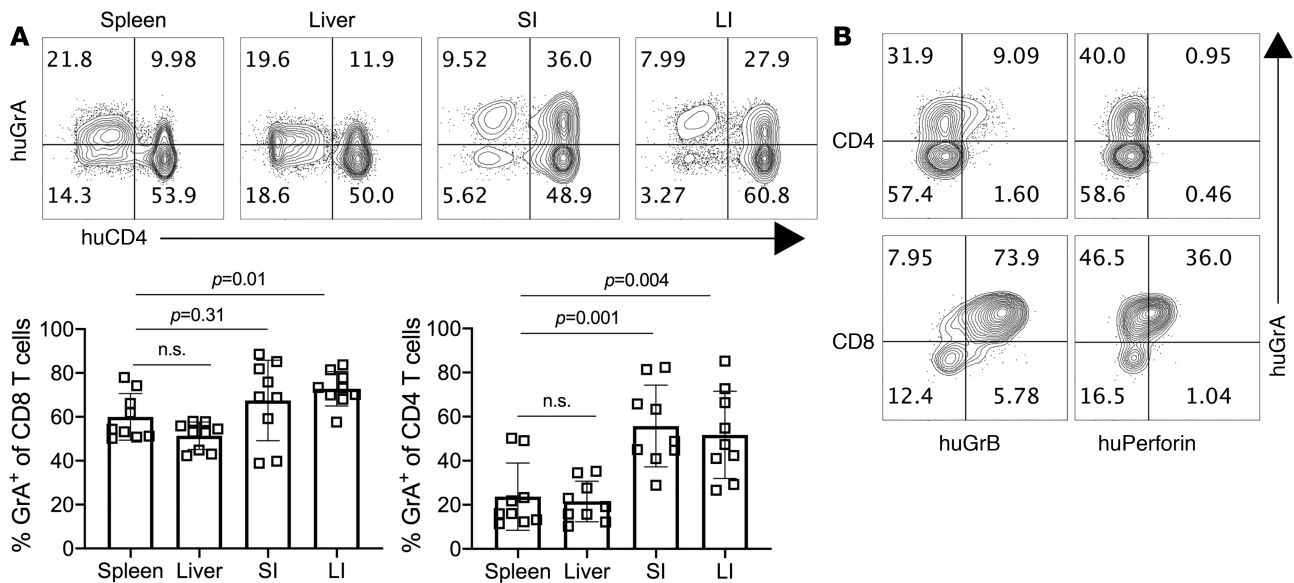 A
Spleen
Liver
SI
LI
huGrA
21.8 9.98
14.3 53.9
19.6 11.9
18.6 50.0
9.52 36.0
5.62 48.9
7.99 27.9
3.27 60.8
huCD4
% GrA+ of CD8 T cells
p=0.01
p=0.31
n.s.
100
80
60
40
20
0
Spleen Liver SI LI
% GrA+ of CD4 T cells
p=0.004
p=0.001
n.s.
100
80
60
40
20
0
Spleen Liver SI LI
B
CD4
31.9 9.09
57.4 1.60
40.0 0.95
58.6 0.46
CD8
7.95 73.9
12.4 5.78
46.5 36.0
16.5 1.04
huGrA
huGrB
huPerforin